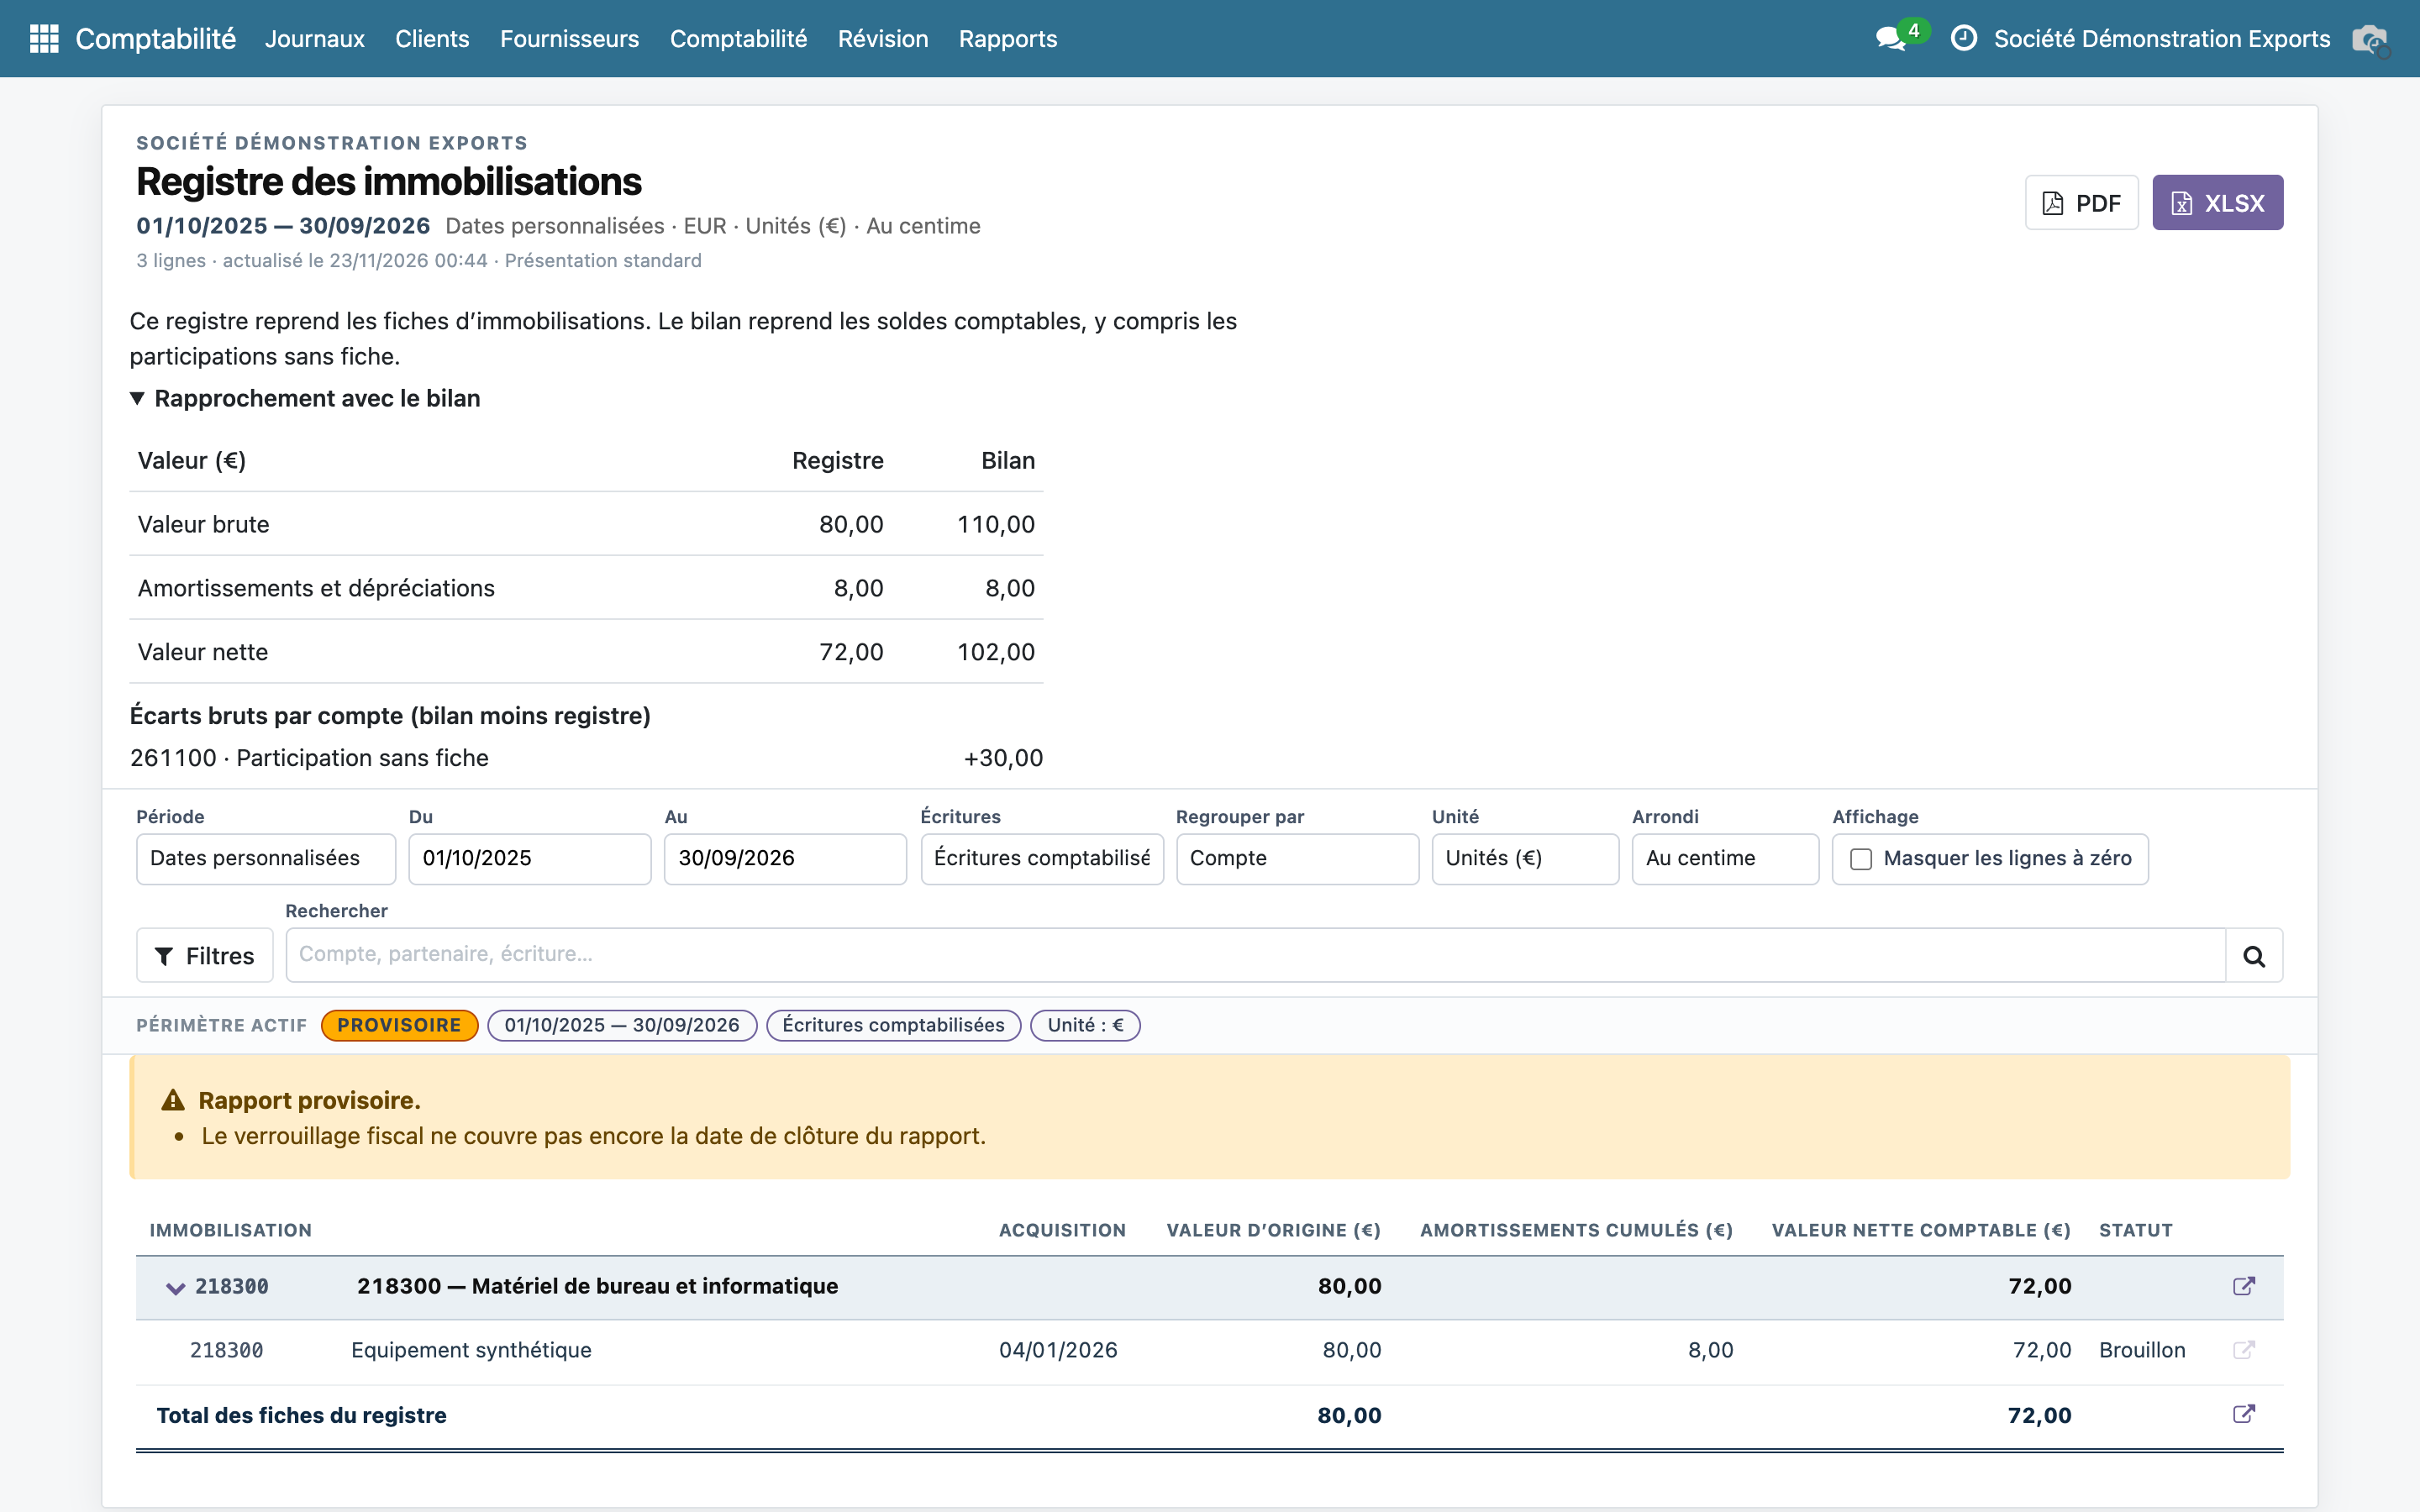 Comptabilité Journaux Clients Fournisseurs Comptabilité Révision Rapports 4 Société Démonstration Exports
SOCIÉTÉ DÉMONSTRATION EXPORTS
Registre des immobilisations
01/10/2025 — 30/09/2026 Dates personnalisées · EUR · Unités (€) · Au centime
3 lignes · actualisé le 23/11/2026 00:44 · Présentation standard
PDF XLSX
Ce registre reprend les fiches d’immobilisations. Le bilan reprend les soldes comptables, y compris les
participations sans fiche.
▼ Rapprochement avec le bilan
Valeur (€) Registre Bilan
Valeur brute 80,00 110,00
Amortissements et dépréciations 8,00 8,00
Valeur nette 72,00 102,00
Écarts bruts par compte (bilan moins registre)
261100 · Participation sans fiche +30,00
Période Du Au Écritures Regrouper par Unité Arrondi Affichage
Dates personnalisées 01/10/2025 30/09/2026 Écritures comptabilisé Compte Unités (€) Au centime Masquer les lignes à zéro
Rechercher
Filtres Compte, partenaire, écriture...
PÉRIMÈTRE ACTIF PROVISOIRE 01/10/2025 — 30/09/2026 Écritures comptabilisées Unité : €
Rapport provisoire.
• Le verrouillage fiscal ne couvre pas encore la date de clôture du rapport.
IMMOBILISATION ACQUISITION VALEUR D’ORIGINE (€) AMORTISSEMENTS CUMULÉS (€) VALEUR NETTE COMPTABLE (€) STATUT
218300 218300 — Matériel de bureau et informatique 80,00 72,00
218300 Equipement synthétique 04/01/2026 80,00 8,00 72,00 Brouillon
Total des fiches du registre 80,00 72,00